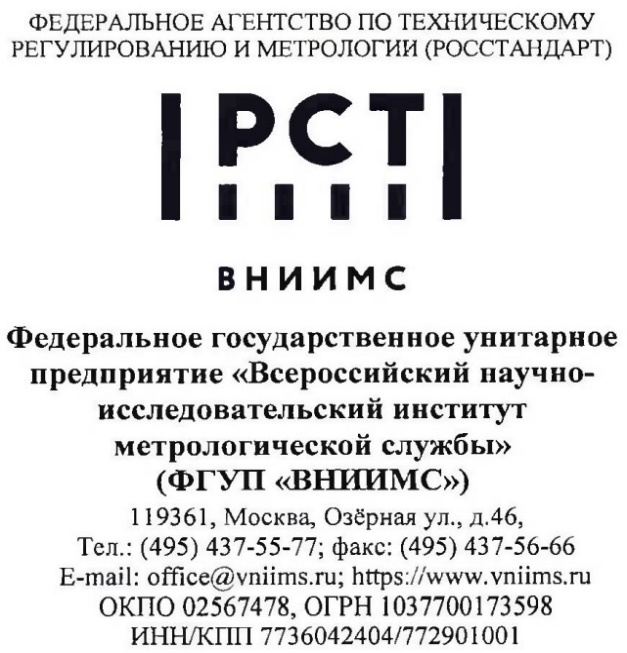 ФЕДЕРАЛЬНОЕ АГЕНТСТВО ПО ТЕХНИЧЕСКОМУ
РЕГУЛИРОВАНИЮ И МЕТРОЛОГИИ (РОССТАНДАРТ)
РСТ
ВНИИМС
Федеральное государственное унитарное
предприятие «Всероссийский научно-
исследовательский институт
метрологической службы»
(ФГУП «ВНИИМС»)
119361, Москва, Озёрная ул., д.46,
Тел.: (495) 437-55-77; факс: (495) 437-56-66
E-mail: office@vniims.ru; https://www.vniims.ru
ОКПО 02567478, ОГРН 1037700173598
ИНН/КПП 7736042404/772901001